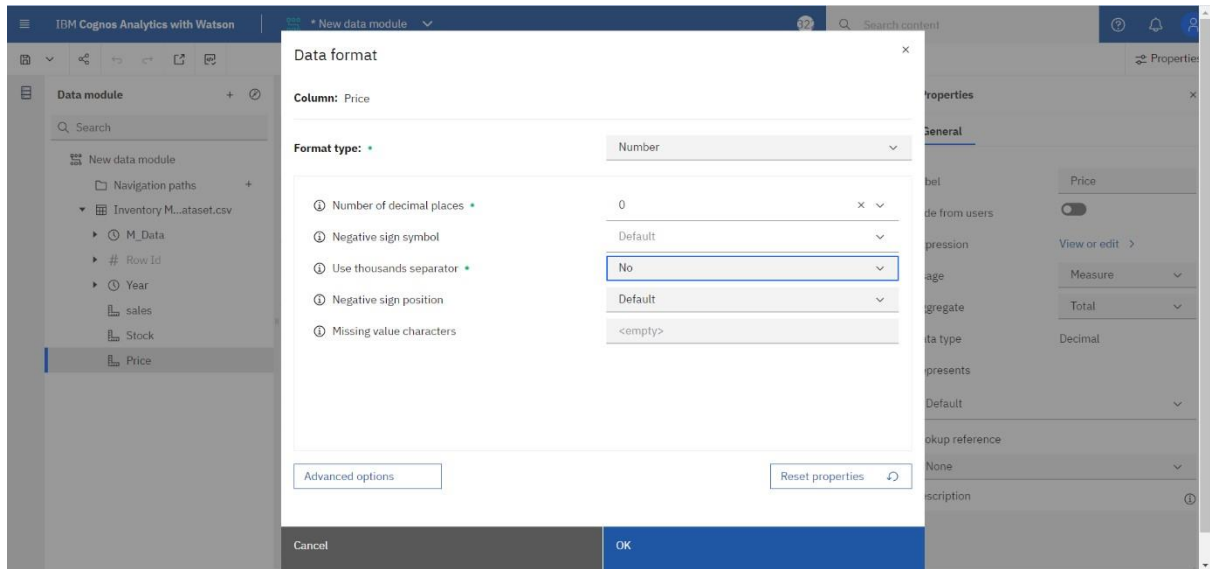 IBM Cognos Analytics with Watson
* New data module
32
Search content
Properties
Data module
Search
New data module
Navigation paths
Inventory M...ataset.csv
M_Data
# Row Id
Year
sales
Stock
Price
Data format
Column: Price
Format type:
Number
Number of decimal places
0
Negative sign symbol
Default
Use thousands separator
No
Negative sign position
Default
Missing value characters
<empty>
Advanced options
Reset properties
Cancel
OK
roperties
General
bel
Price
de from users
pression
View or edit
age
Measure
gregate
Total
ta type
Decimal
presents
Default
okup reference
None
scription